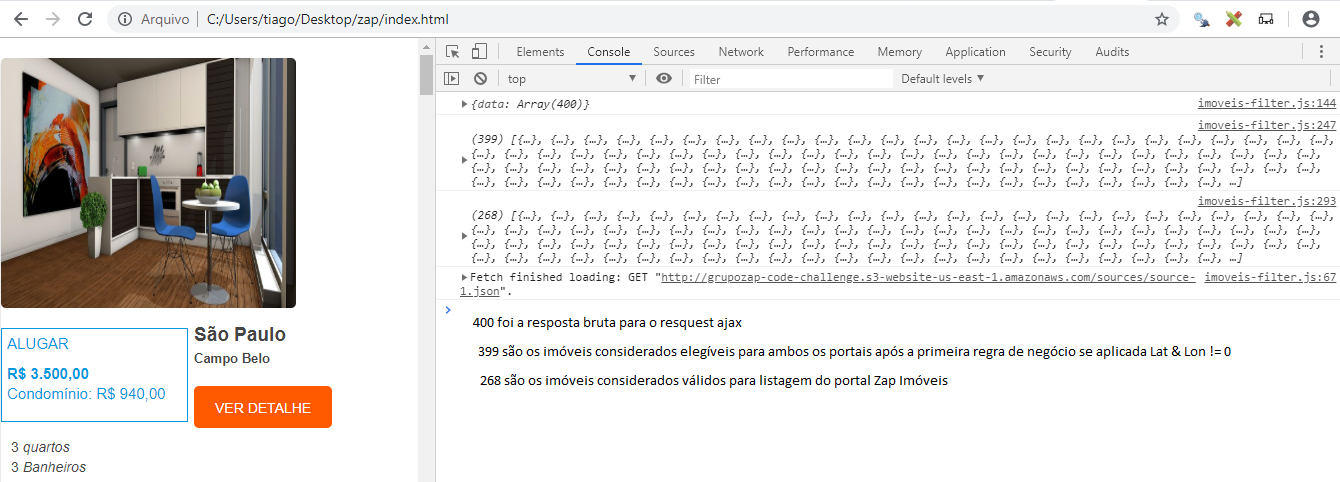 Arquivo C:/Users/tiago/Desktop/zap/index.html
Elements Console Sources Network Performance Memory Application Security Audits
top Filter Default levels
{data: Array(400)} imoveis-filter.js:144
imoveis-filter.js:247
(399) [{…}, {…}, {…}, {…}, {…}, {…}, {…}, {…}, {…}, {…}, {…}, {…}, {…}, {…}, {…}, {…}, {…}, {…}, {…}, {…}, {…}, {…}, {…}, {…}, {…},
{…}, {…}, {…}, {…}, {…}, {…}, {…}, {…}, {…}, {…}, {…}, {…}, {…}, {…}, {…}, {…}, {…}, {…}, {…}, {…}, {…}, {…}, {…}, {…}, {…}, {…},
{…}, {…}, {…}, {…}, {…}, {…}, {…}, {…}, {…}, {…}, {…}, {…}, {…}, {…}, {…}, {…}, {…}, {…}, {…}, {…}, {…}, {…}, {…}, {…}, {…}, {…},
{…}, {…}, {…}, {…}, {…}, {…}, {…}, {…}, {…}, {…}, {…}, {…}, {…}, {…}, {…}, {…}, {…}, {…}, {…}, {…}, {…}, {…}, {…}, …]
imoveis-filter.js:293
(268) [{…}, {…}, {…}, {…}, {…}, {…}, {…}, {…}, {…}, {…}, {…}, {…}, {…}, {…}, {…}, {…}, {…}, {…}, {…}, {…}, {…}, {…}, {…}, {…}, {…},
{…}, {…}, {…}, {…}, {…}, {…}, {…}, {…}, {…}, {…}, {…}, {…}, {…}, {…}, {…}, {…}, {…}, {…}, {…}, {…}, {…}, {…}, {…}, {…}, {…}, {…},
{…}, {…}, {…}, {…}, {…}, {…}, {…}, {…}, {…}, {…}, {…}, {…}, {…}, {…}, {…}, {…}, {…}, {…}, {…}, {…}, {…}, {…}, {…}, {…}, {…}, {…},
{…}, {…}, {…}, {…}, {…}, {…}, {…}, {…}, {…}, {…}, {…}, {…}, {…}, {…}, {…}, {…}, {…}, {…}, {…}, {…}, {…}, {…}, {…}, …]
Fetch finished loading: GET "http://grupozap-code-challenge.s3-website-us-east-1.amazonaws.com/sources/source- imoveis-filter.js:67
1.json".
400 foi a resposta bruta para o resquest ajax
399 são os imóveis considerados elegíveis para ambos os portais após a primeira regra de negócio se aplicada Lat & Lon != 0
268 são os imóveis considerados válidos para listagem do portal Zap Imóveis
ALUGAR
R$ 3.500,00
Condomínio: R$ 940,00
São Paulo
Campo Belo
VER DETALHE
3 quartos
3 Banheiros